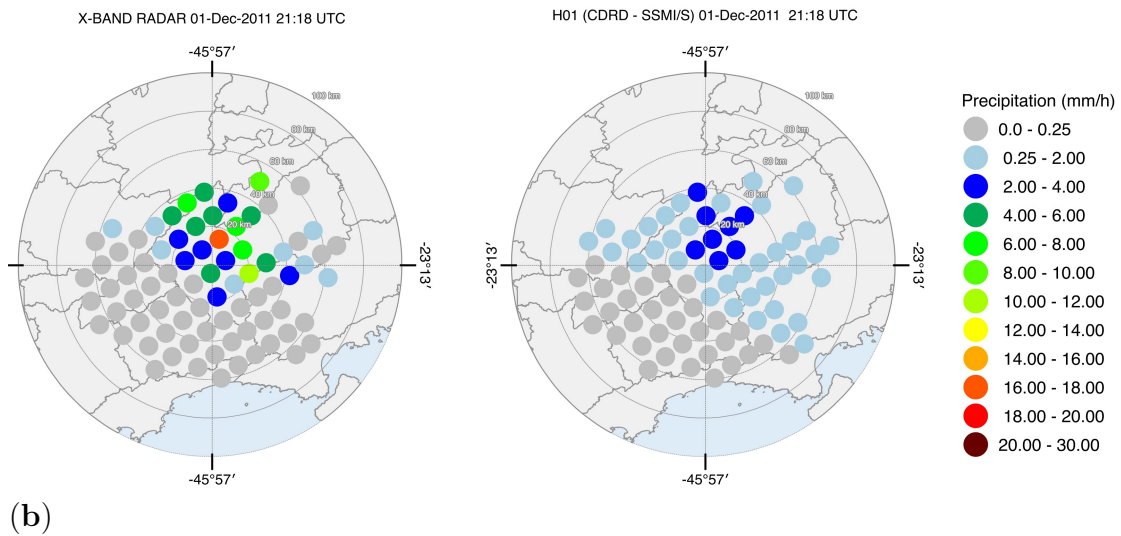 X-BAND RADAR 01-Dec-2011 21:18 UTC
H01 (CDRD - SSMI/S) 01-Dec-2011 21:18 UTC
-45°57′
-45°57′
100 km
80 km
60 km
40 km
20 km
100 km
80 km
60 km
40 km
20 km
-23°13′
-23°13′
-23°13′
-45°57′
-45°57′
Precipitation (mm/h)
0.0 - 0.25
0.25 - 2.00
2.00 - 4.00
4.00 - 6.00
6.00 - 8.00
8.00 - 10.00
10.00 - 12.00
12.00 - 14.00
14.00 - 16.00
16.00 - 18.00
18.00 - 20.00
20.00 - 30.00
(b)